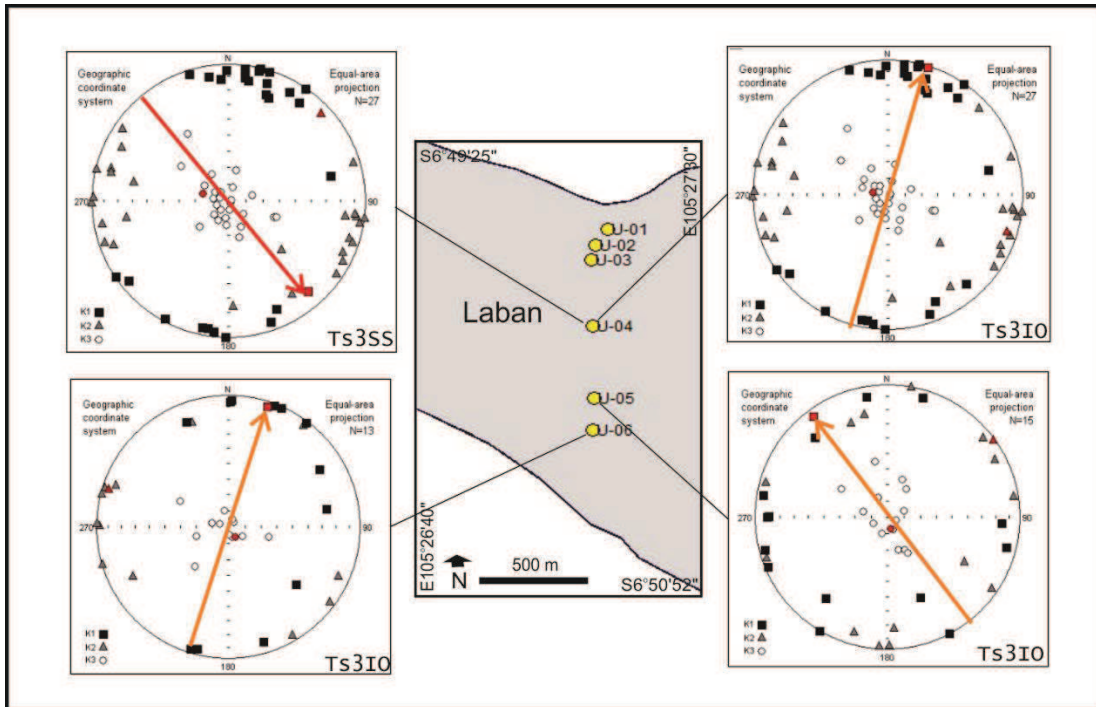 N
Geographic
coordinate
system
Equal-area
projection
N=27
270
90
K1
K2
K3
180
Ts3SS
N
Geographic
coordinate
system
Equal-area
projection
N=27
270
90
K1
K2
K3
180
Ts3IO
S6°49'25"
E105°27'30"
U-01
U-02
U-03
Laban
U-04
U-05
U-06
E105°26'40"
N
500 m
S6°50'52"
N
Geographic
coordinate
system
Equal-area
projection
N=13
270
90
K1
K2
K3
180
Ts3IO
N
Geographic
coordinate
system
Equal-area
projection
N=15
270
90
K1
K2
K3
180
Ts3IO